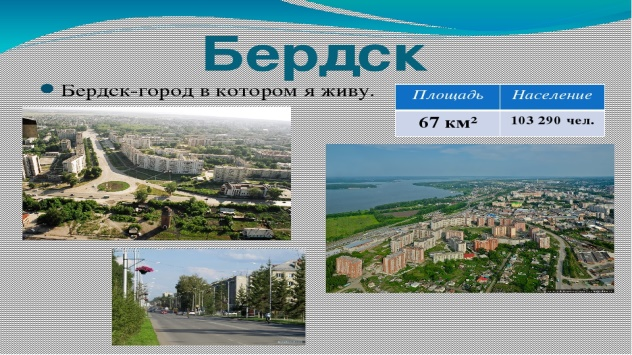 Бердск
Бердск-город в котором я живу.
Площадь Население
67 км² 103 290 чел.